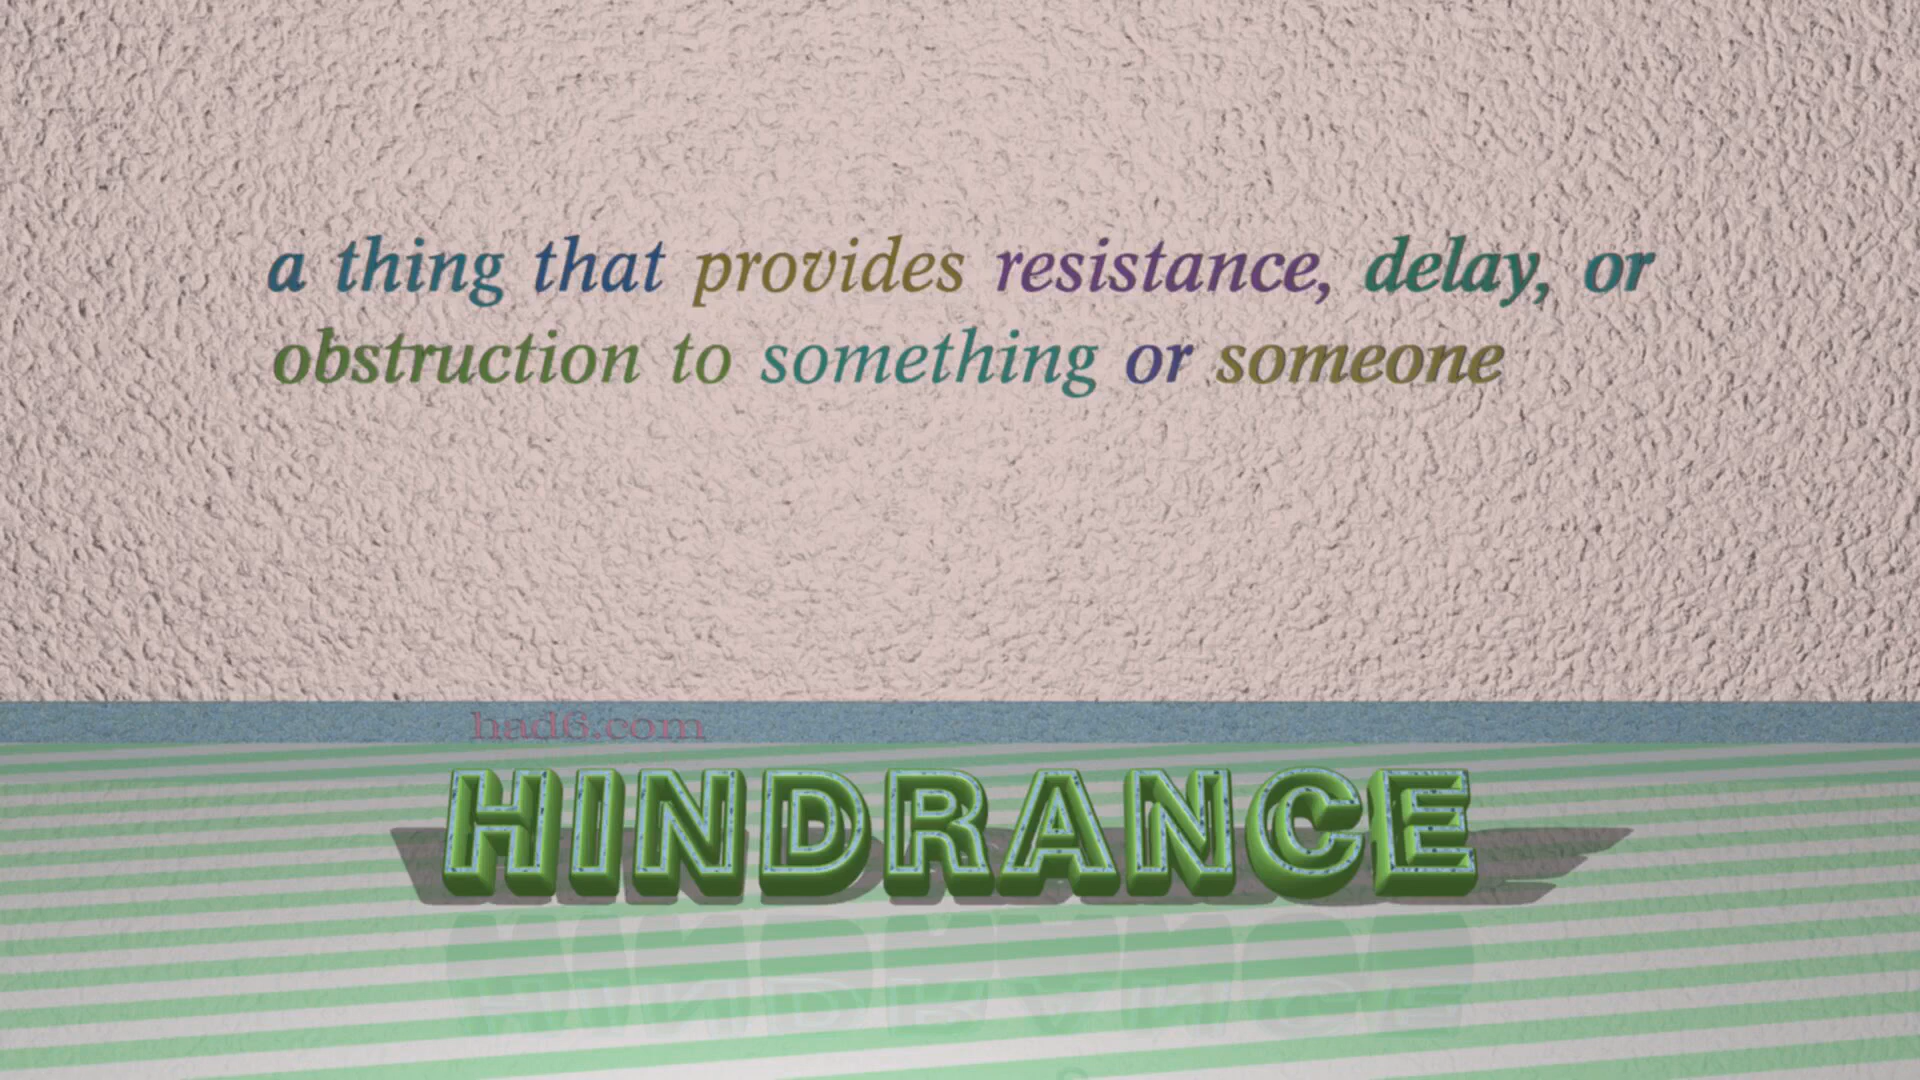 a thing that provides resistance, delay, or
obstruction to something or someone
had6.com
HINDRANCE